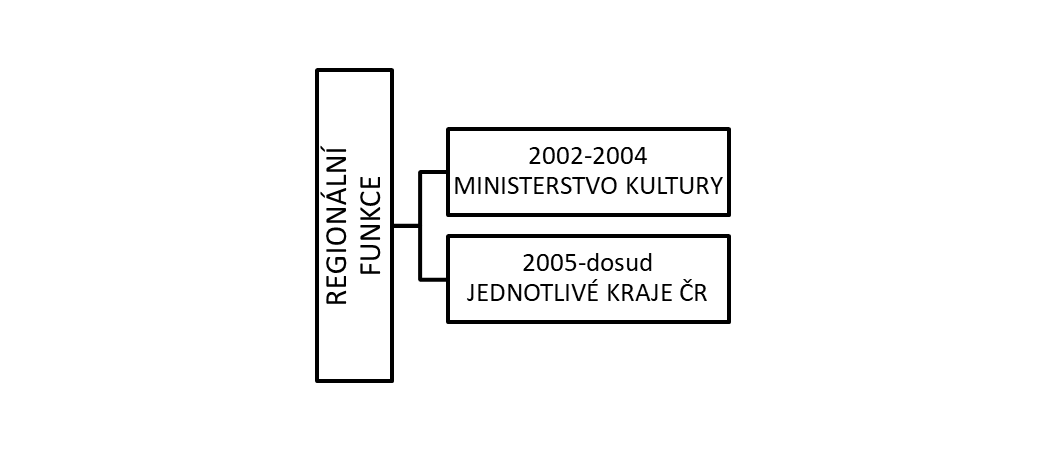 REGIONÁLNÍ
FUNKCE
2002-2004
MINISTERSTVO KULTURY
2005-dosud
JEDNOTLIVÉ KRAJE ČR